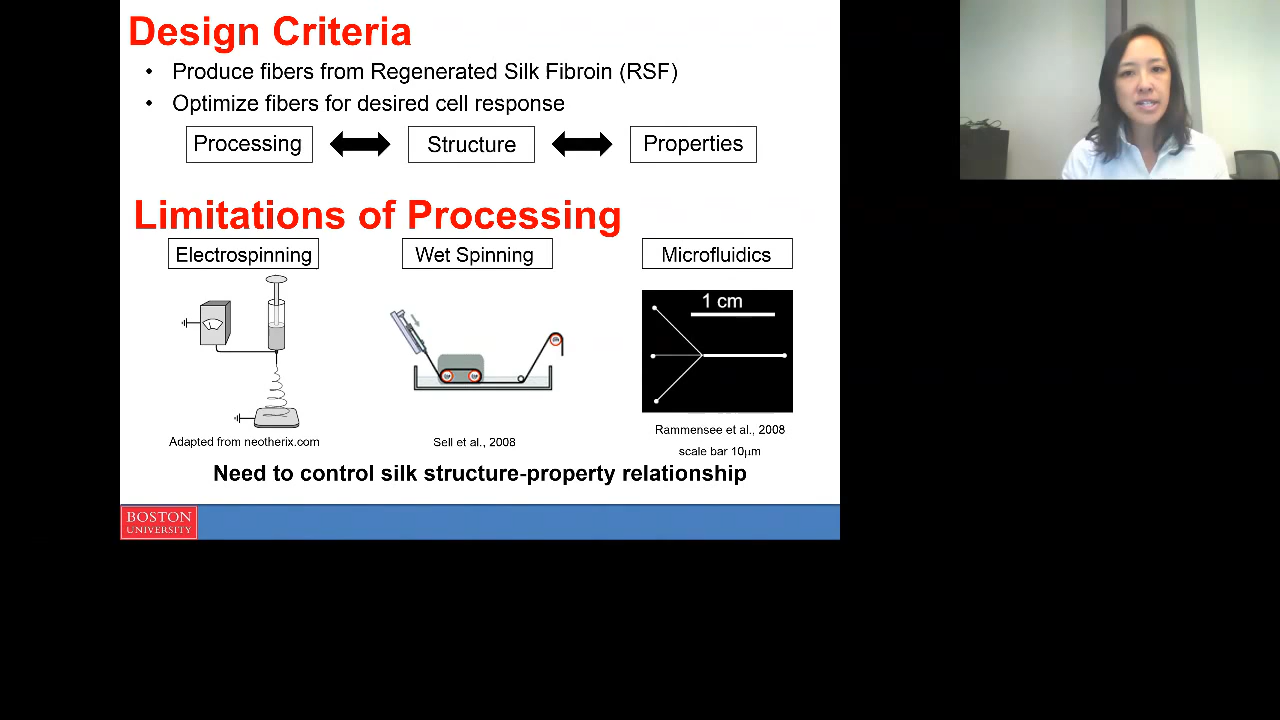 Design Criteria
• Produce fibers from Regenerated Silk Fibroin (RSF)
• Optimize fibers for desired cell response
Processing Structure Properties
Limitations of Processing
Electrospinning Wet Spinning Microfluidics
1 cm
Adapted from neotherix.com
Sell et al., 2008
Rammensee et al., 2008
scale bar 10μm
Need to control silk structure-property relationship
BOSTON
UNIVERSITY